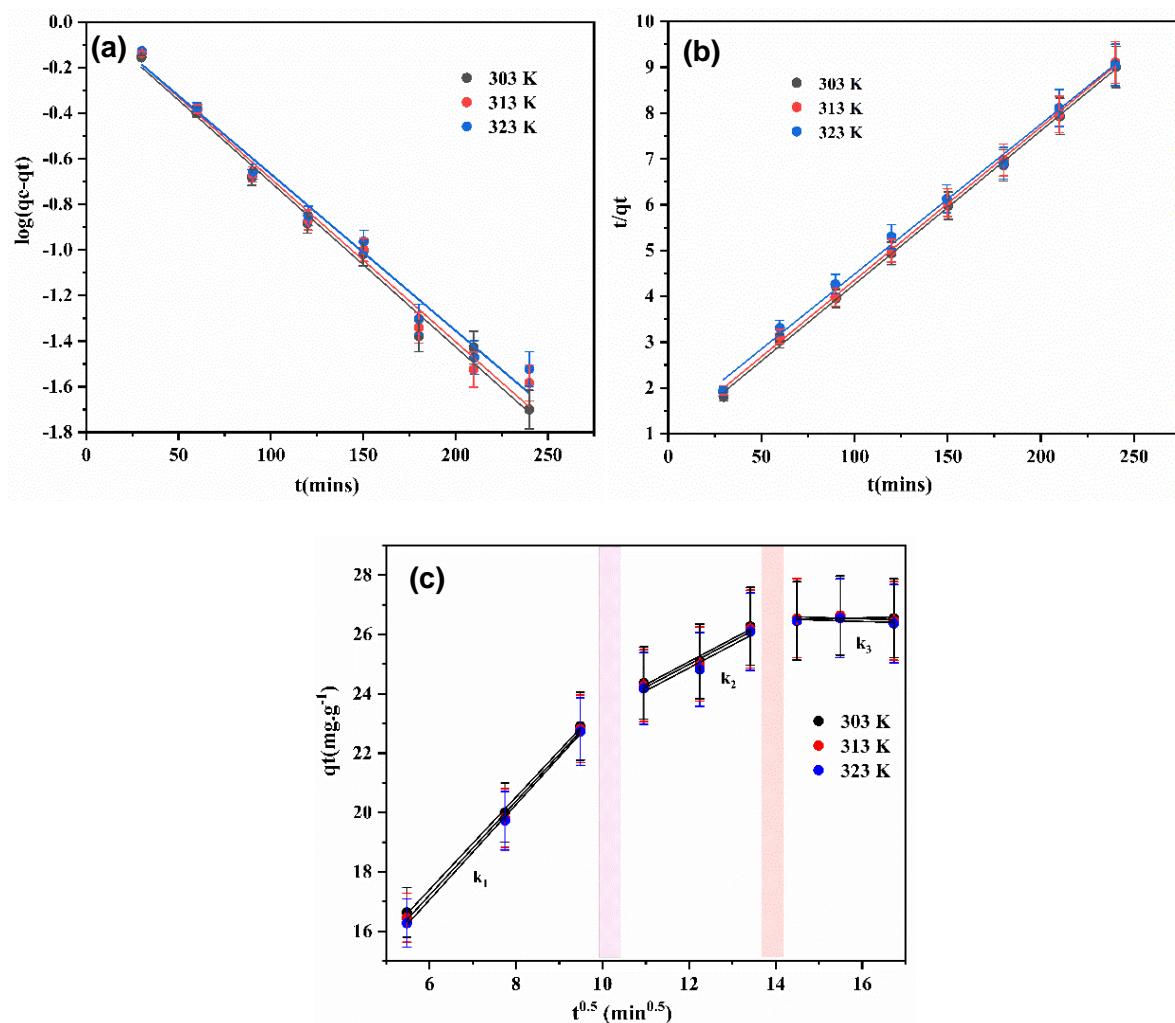 (a)
0.0
-0.2
-0.4
-0.6
-0.8
-1.0
-1.2
-1.4
-1.6
-1.8
log(qc-qt)
303 K
313 K
323 K
0 50 100 150 200 250
t(mins)
(b)
10
9
8
7
6
5
4
3
2
1
t/qt
303 K
313 K
323 K
0 50 100 150 200 250
t(mins)
(c)
28
26
24
22
20
18
16
qt(mg.g⁻¹)
k₁
k₂
k₃
303 K
313 K
323 K
6 8 10 12 14 16
t⁰·⁵ (min⁰·⁵)